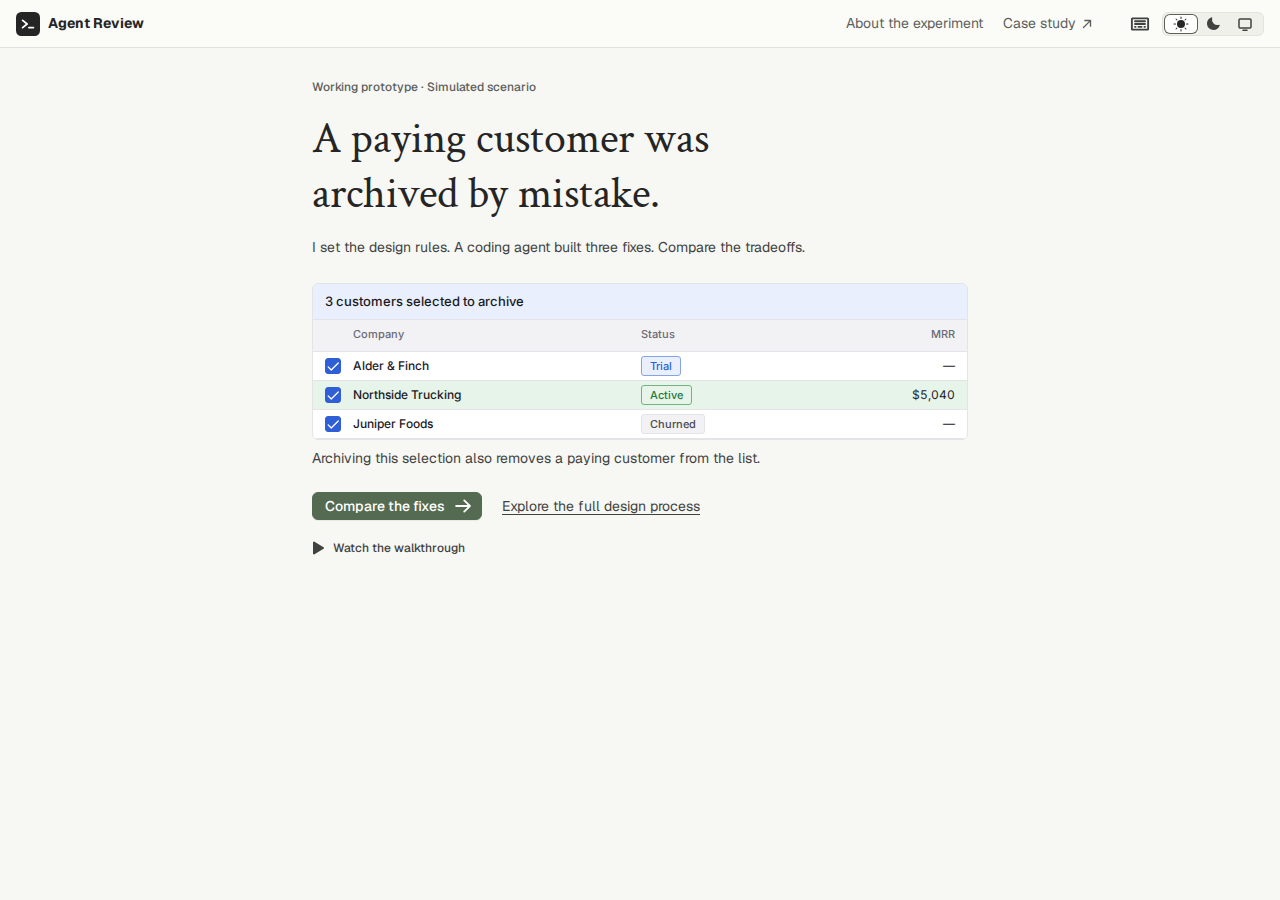 Agent Review
About the experiment
Case study
Working prototype · Simulated scenario
A paying customer was
archived by mistake.
I set the design rules. A coding agent built three fixes. Compare the tradeoffs.
3 customers selected to archive
Company Status MRR
Alder & Finch Trial —
Northside Trucking Active $5,040
Juniper Foods Churned —
Archiving this selection also removes a paying customer from the list.
Compare the fixes
Explore the full design process
Watch the walkthrough